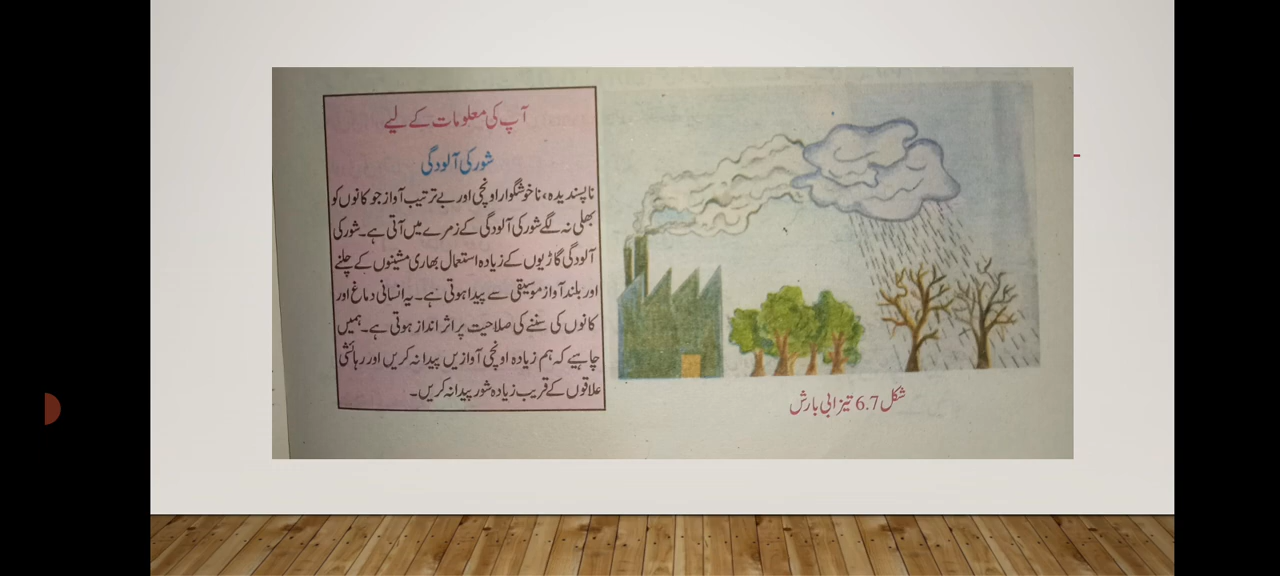 آپ کی معلومات کے لیے
شور کی آلودگی
ناپسندیدہ، ناخوشگوار اونچی اور بے ترتیب آواز جو کانوں کو
بھلی نہ لگے شور کی آلودگی کے زمرے میں آتی ہے۔ شور کی
آلودگی گاڑیوں کے زیادہ استعمال بھاری مشینوں کے چلنے
اور بلند آواز موسیقی سے پیدا ہوتی ہے۔ یہ انسانی دماغ اور
کانوں کی سننے کی صلاحیت پر اثر انداز ہوتی ہے۔ ہمیں
چاہیے کہ ہم زیادہ اونچی آوازیں پیدا نہ کریں اور رہائشی
علاقوں کے قریب زیادہ شور پیدا نہ کریں۔
شکل 6.7 تیزابی بارش